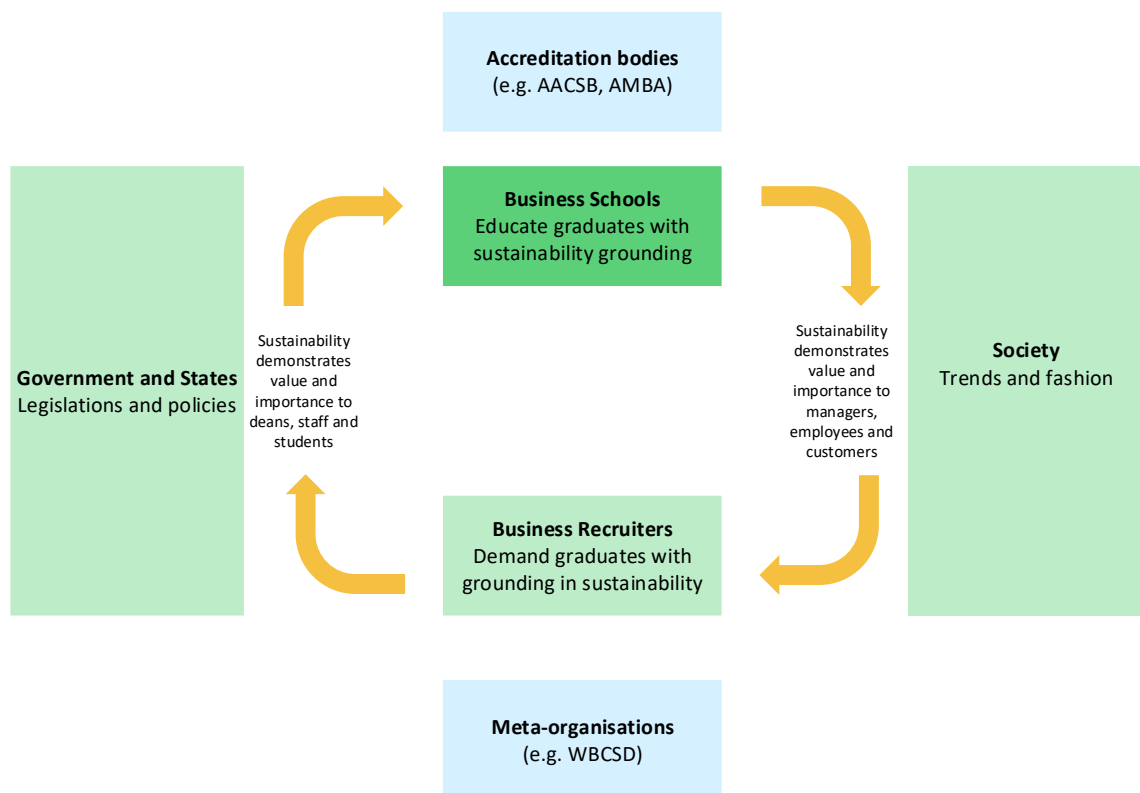 Accreditation bodies
(e.g. AACSB, AMBA)
Business Schools
Educate graduates with
sustainability grounding
Government and States
Legislations and policies
Sustainability
demonstrates
value and
importance to
deans, staff and
students
Sustainability
demonstrates
value and
importance to
managers,
employees and
customers
Society
Trends and fashion
Business Recruiters
Demand graduates with
grounding in sustainability
Meta-organisations
(e.g. WBCSD)